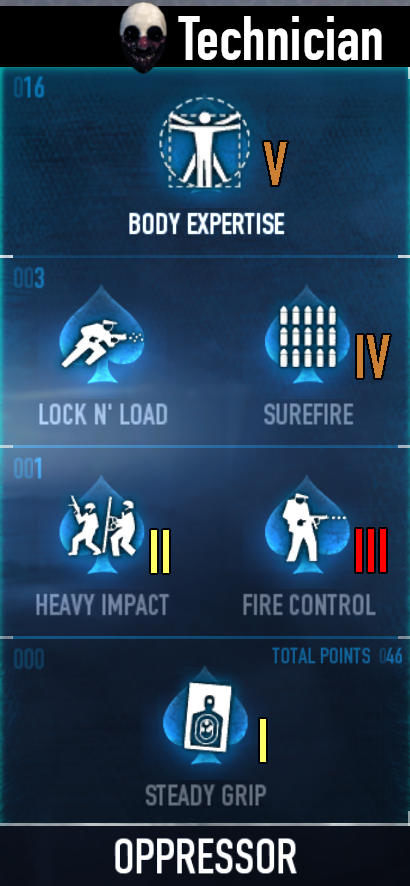 Technician
016
V
BODY EXPERTISE
003
IV
LOCK N' LOAD SUREFIRE
001
II III
HEAVY IMPACT FIRE CONTROL
000 TOTAL POINTS 046
I
STEADY GRIP
OPPRESSOR